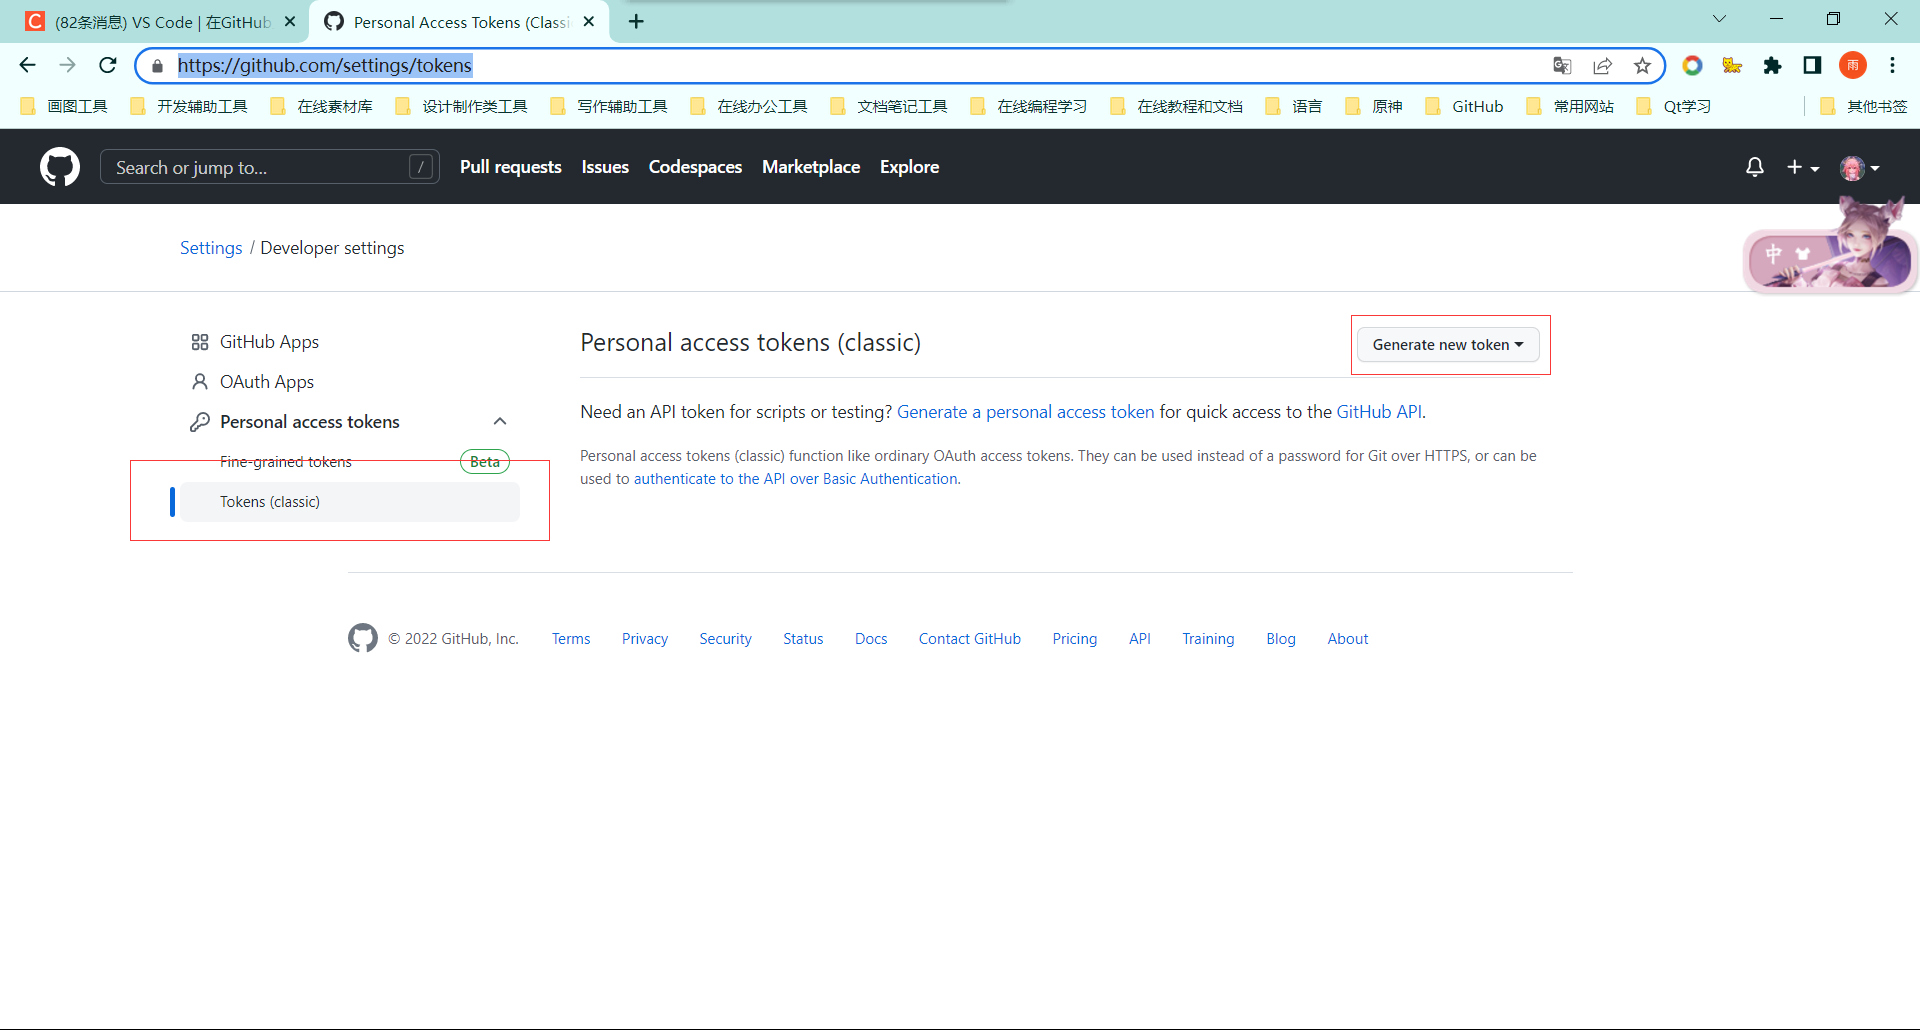 (82条消息) VS Code | 在GitHub
Personal Access Tokens (Classi
https://github.com/settings/tokens
雨
画图工具 开发辅助工具 在线素材库 设计制作类工具 写作辅助工具 在线办公工具 文档笔记工具 在线编程学习 在线教程和文档 语言 原神 GitHub 常用网站 Qt学习 其他书签
Search or jump to... / Pull requests Issues Codespaces Marketplace Explore
Settings / Developer settings
中
GitHub Apps
OAuth Apps
Personal access tokens
Fine-grained tokens Beta
Tokens (classic)
Personal access tokens (classic)
Generate new token
Need an API token for scripts or testing? Generate a personal access token for quick access to the GitHub API.
Personal access tokens (classic) function like ordinary OAuth access tokens. They can be used instead of a password for Git over HTTPS, or can be
used to authenticate to the API over Basic Authentication.
© 2022 GitHub, Inc. Terms Privacy Security Status Docs Contact GitHub Pricing API Training Blog About